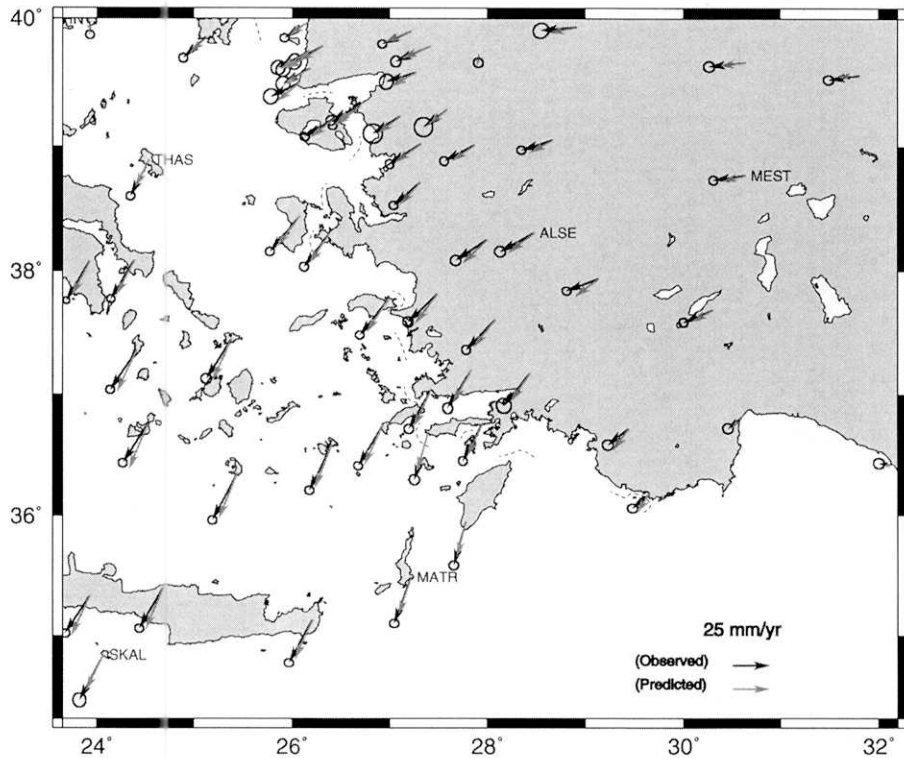 40°
THAS
MEST
ALSE
38°
36°
MATR
25 mm/yr
SKAL
(Observed)
(Predicted)
24°
26°
28°
30°
32°